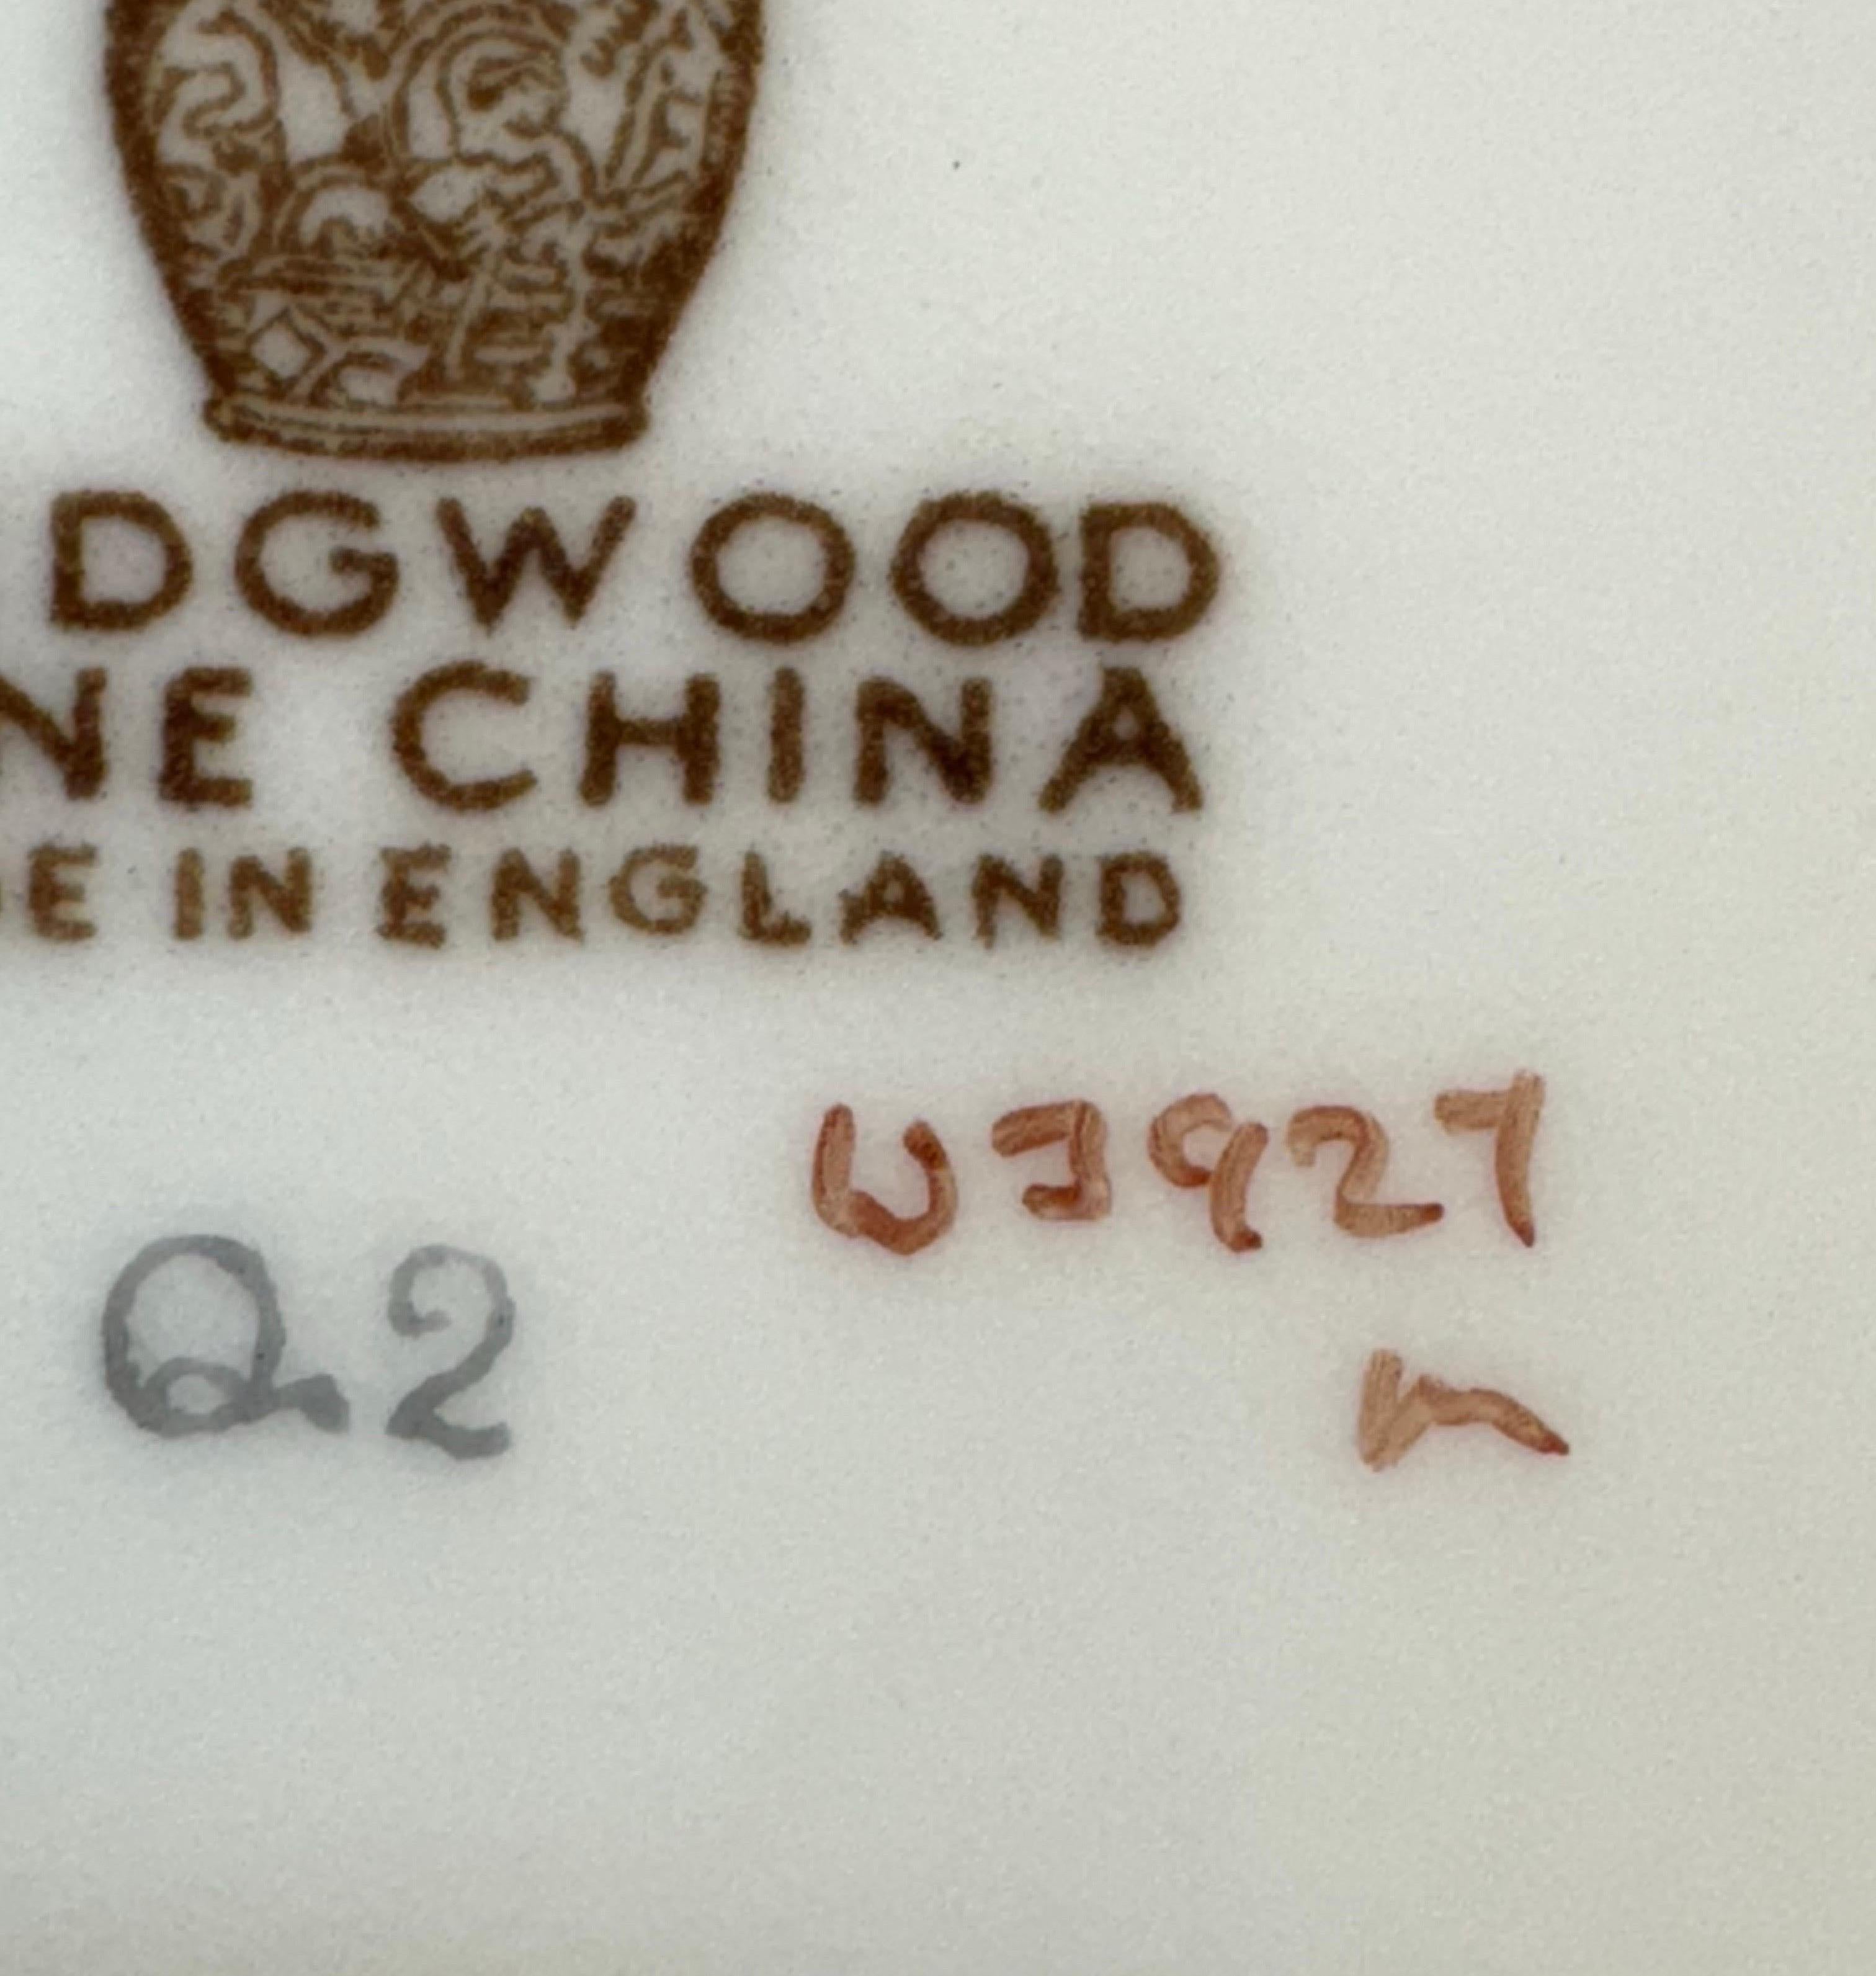 DGWOOD
NE CHINA
E IN ENGLAND
W3927
Q2
n